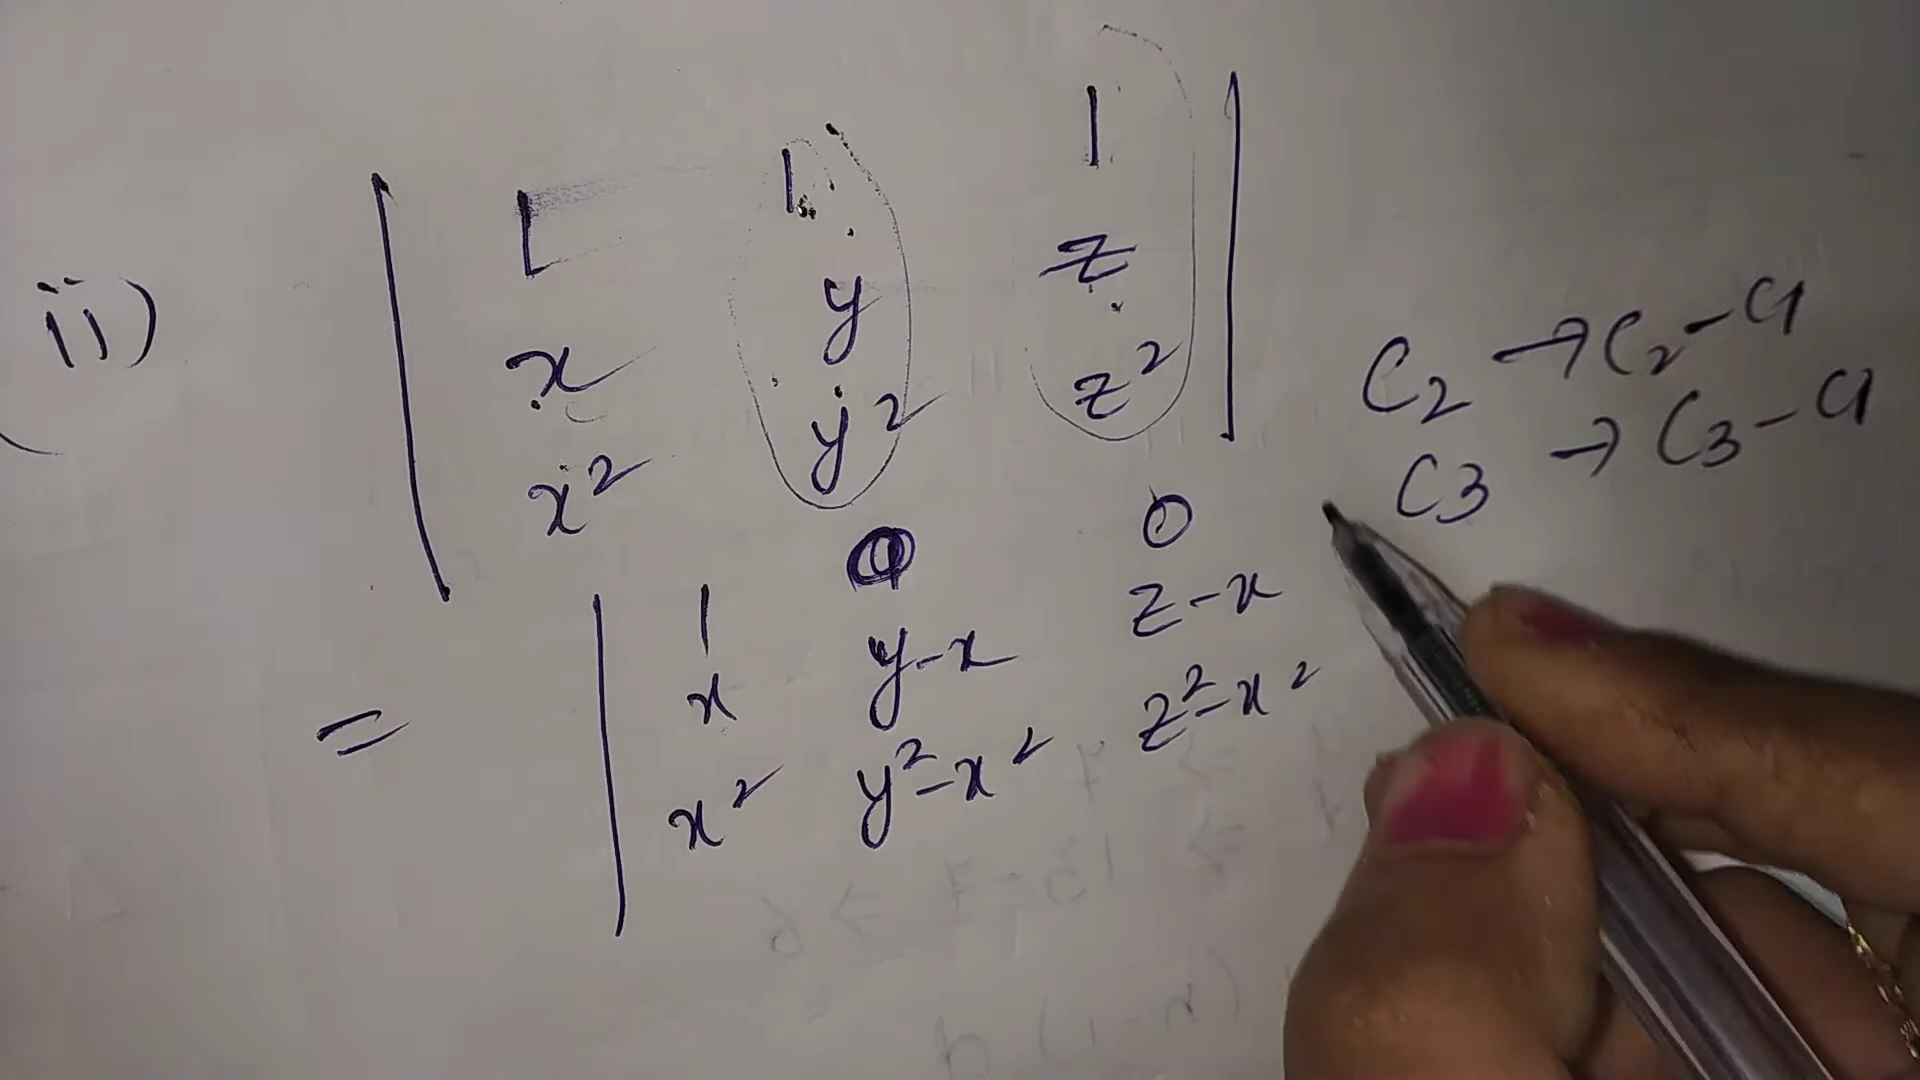 ii) | 1 1 1 |
| x y z | C2 → C2 - C1
| x² y² z² | C3 → C3 - C1
= | 1 0 0
| x y-x z-x
| x² y²-x² z²-x²